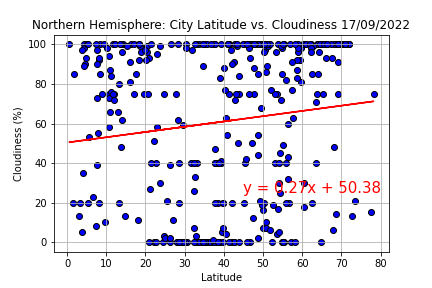 Northern Hemisphere: City Latitude vs. Cloudiness 17/09/2022
100
80
60
40
20
0
Cloudiness (%)
y = 0.27x + 50.38
0 10 20 30 40 50 60 70 80
Latitude